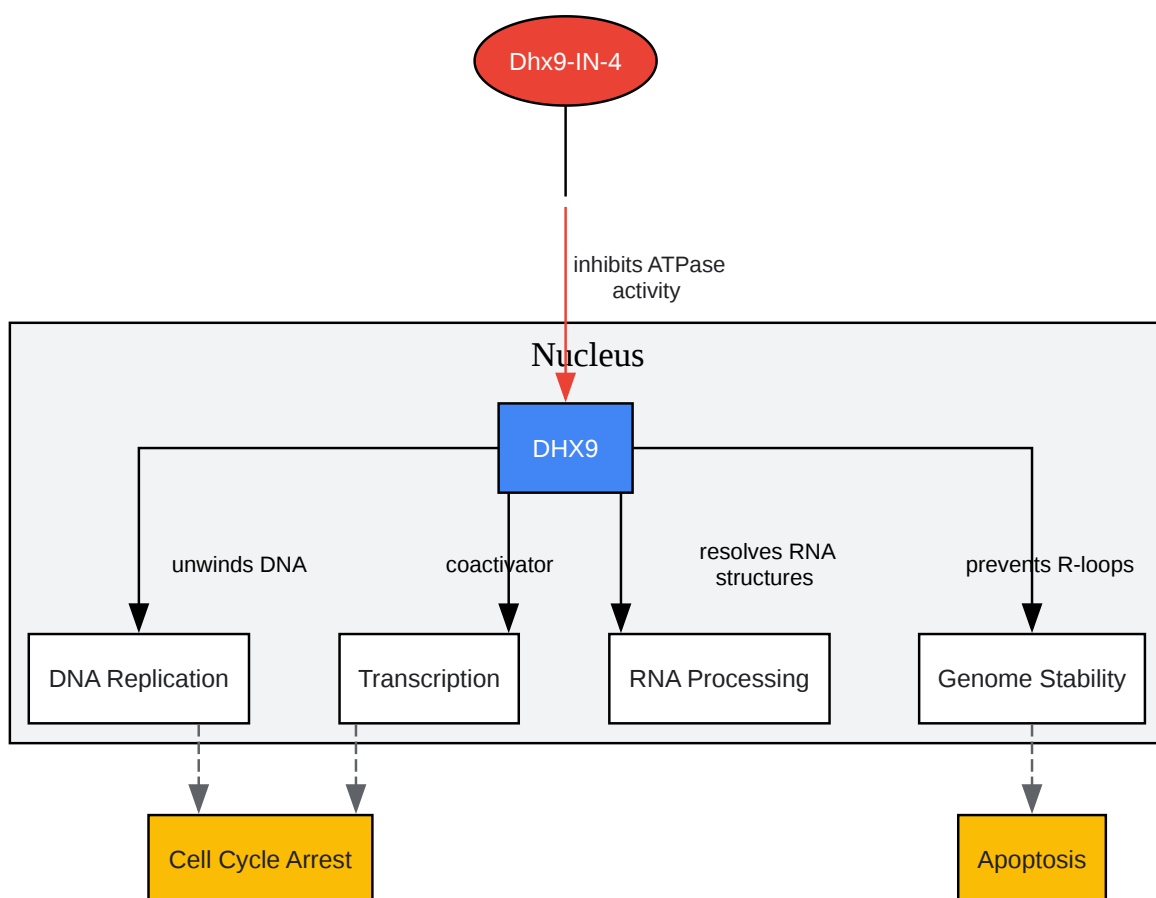 Dhx9-IN-4
inhibits ATPase
activity
Nucleus
DHX9
unwinds DNA
coactivator
resolves RNA
structures
prevents R-loops
DNA Replication
Transcription
RNA Processing
Genome Stability
Cell Cycle Arrest
Apoptosis